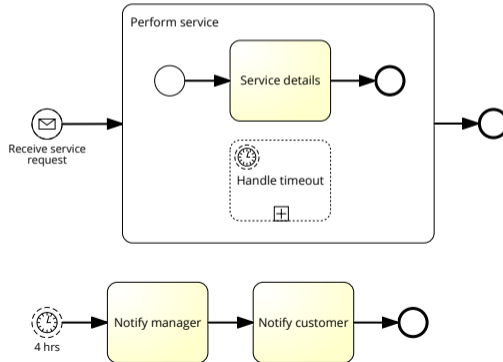 Perform service
Service details
Receive service
request
Handle timeout
Notify manager
Notify customer
4 hrs